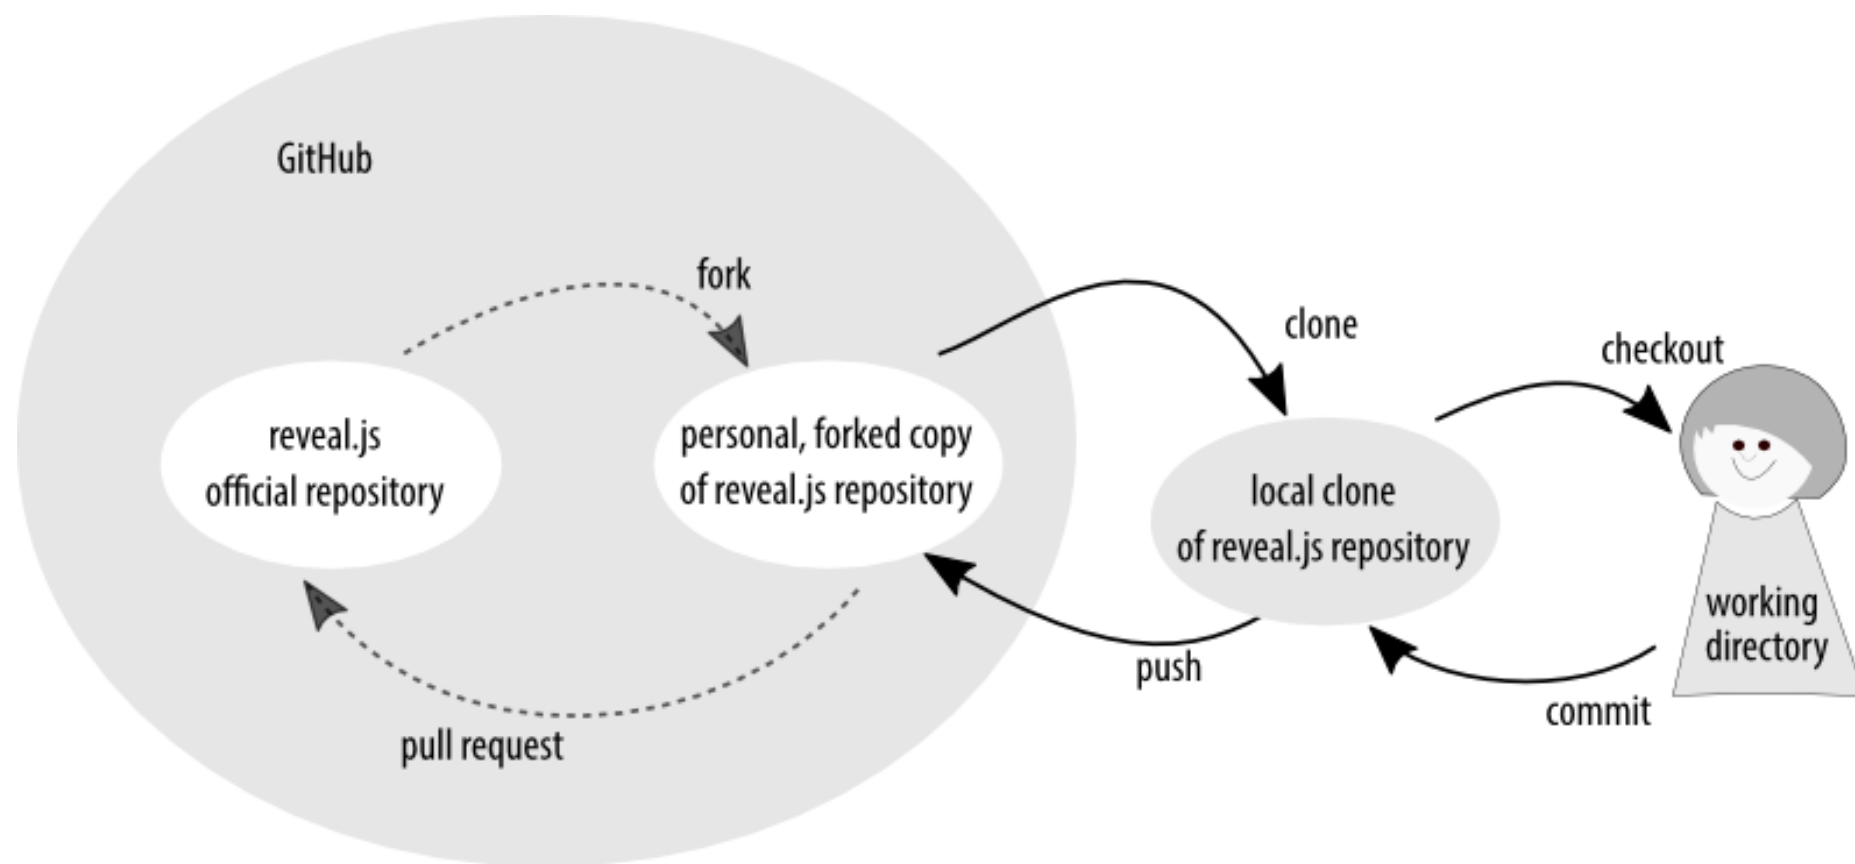 GitHub
fork
clone
checkout
reveal.js
official repository
personal, forked copy
of reveal.js repository
local clone
of reveal.js repository
working
directory
push
commit
pull request